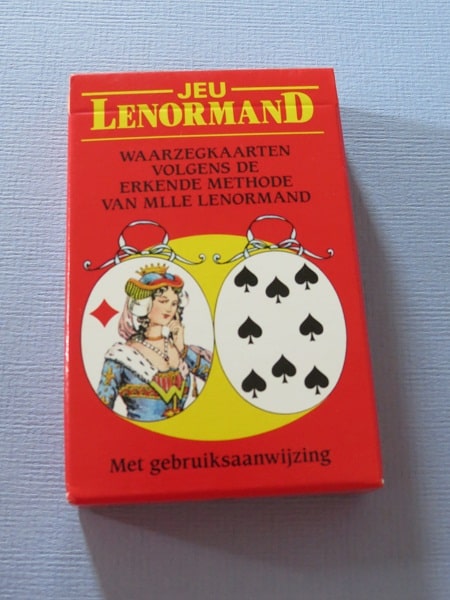 JEU
LENORMAND
WAARZEGKAARTEN
VOLGENS DE
ERKENDE METHODE
VAN MLLE LENORMAND
Met gebruiksaanwijzing